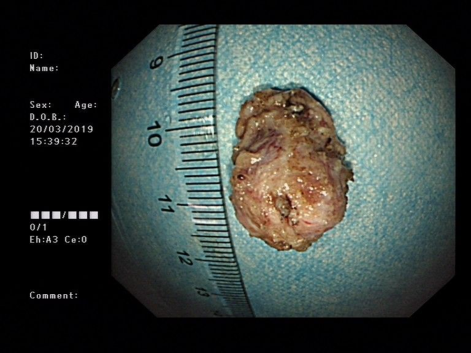 ID:
Name:
Sex: Age:
D.O.B.:
20/03/2019
15:39:32
■■■/■■■
0/1
Eh:A3 Ce:0
Comment:
9
10
11
12
13